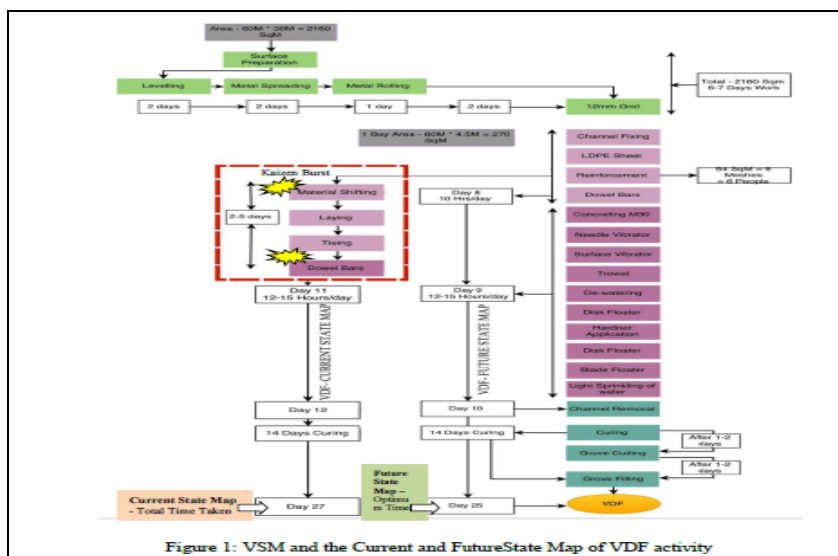 Area - 60M * 36M = 2160
SqM
Surface
Preparation
Levelling
Metal Spreading
Metal Rolling
2 days
2 days
1 day
2 days
12mm Grid
Total - 2160 Sqm
6-7 Days Work
1 Bay Area - 60M * 4.5M = 270
SqM
Channel Fixing
LDPE Sheet
Reinforcement
Dowel Bars
54 SqM = 6
Meshes
= 6 People
Kaizen Burst
Material Shifting
Laying
Tieing
Dowel Bars
2.5 days
Day 8
10 Hrs/day
Concreting M30
Needle Vibrator
Surface Vibrator
Trowel
De-watering
Disk Floater
Hardner
Application
Disk Floater
Blade Floater
Light Sprinkling of
water
Day 11
12-15 Hours/day
Day 9
12-15 Hours/day
VDF- CURRENT STATE MAP
VDF- FUTURE STATE MAP
Day 12
Day 10
Channel Removal
14 Days Curing
14 Days Curing
Curing
After 1-2
days
Grove Cutting
After 1-2
days
Grove Filling
Current State Map
- Total Time Taken
Day 27
Future
State
Map –
Optimu
m Time
Day 25
VDF
Figure 1: VSM and the Current and FutureState Map of VDF activity